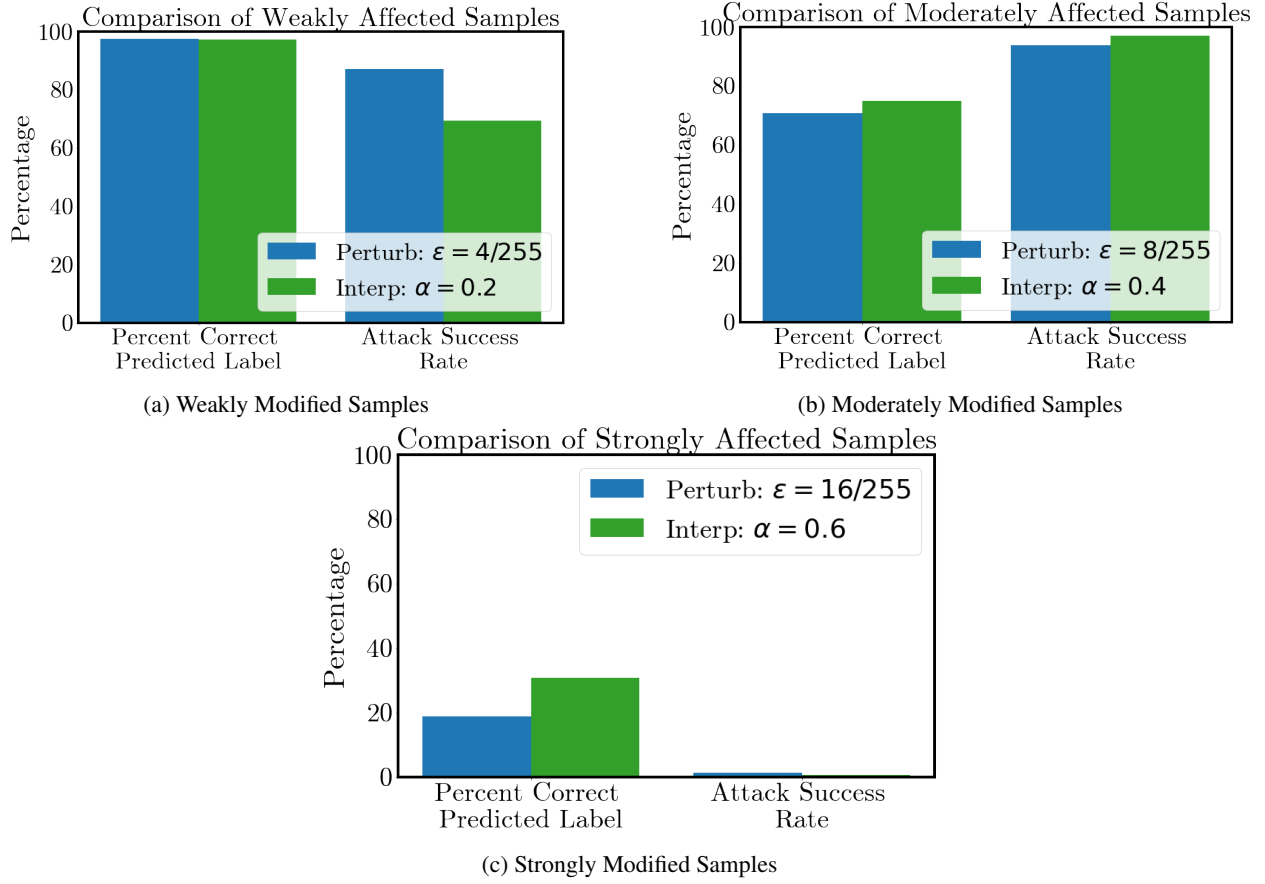 Comparison of Weakly Affected Samples
100
80
60
40
20
0
Percentage
Perturb: ε = 4/255
Interp: α = 0.2
Percent Correct
Predicted Label
Attack Success
Rate
(a) Weakly Modified Samples
Comparison of Moderately Affected Samples
100
80
60
40
20
0
Percentage
Perturb: ε = 8/255
Interp: α = 0.4
Percent Correct
Predicted Label
Attack Success
Rate
(b) Moderately Modified Samples
Comparison of Strongly Affected Samples
100
80
60
40
20
0
Percentage
Perturb: ε = 16/255
Interp: α = 0.6
Percent Correct
Predicted Label
Attack Success
Rate
(c) Strongly Modified Samples